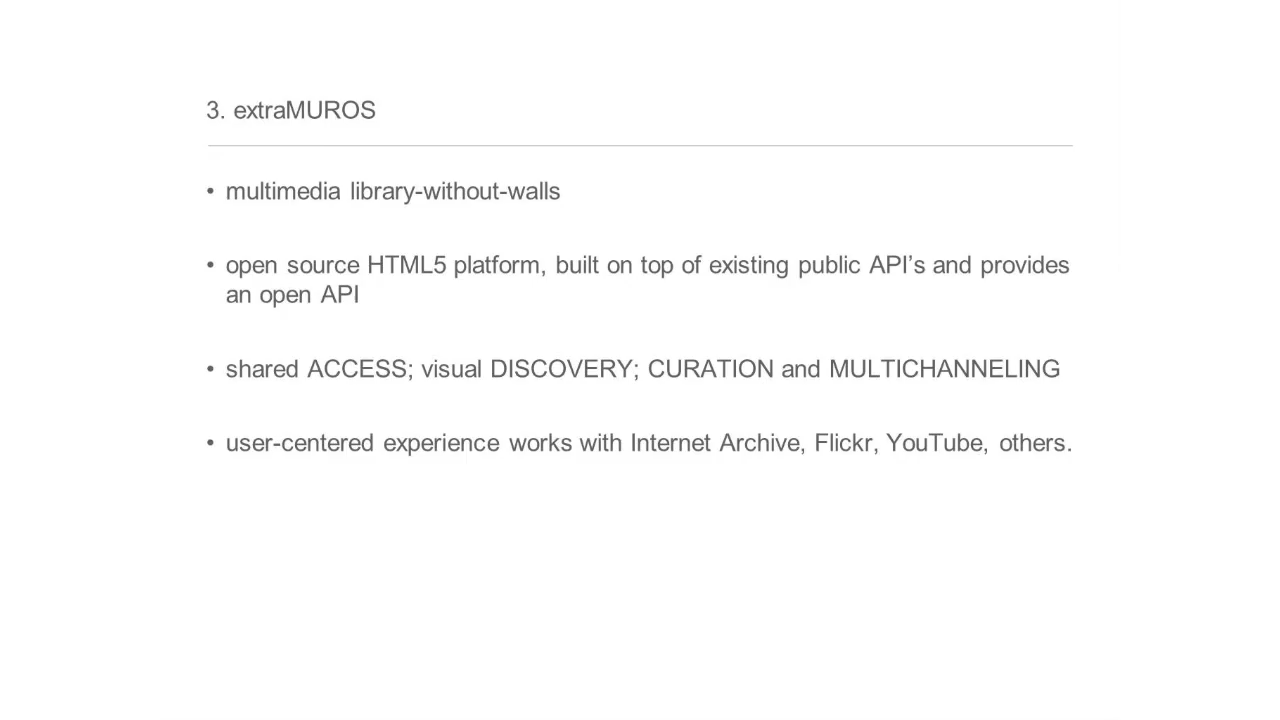 3. extraMUROS
• multimedia library-without-walls
• open source HTML5 platform, built on top of existing public API’s and provides
an open API
• shared ACCESS; visual DISCOVERY; CURATION and MULTICHANNELING
• user-centered experience works with Internet Archive, Flickr, YouTube, others.